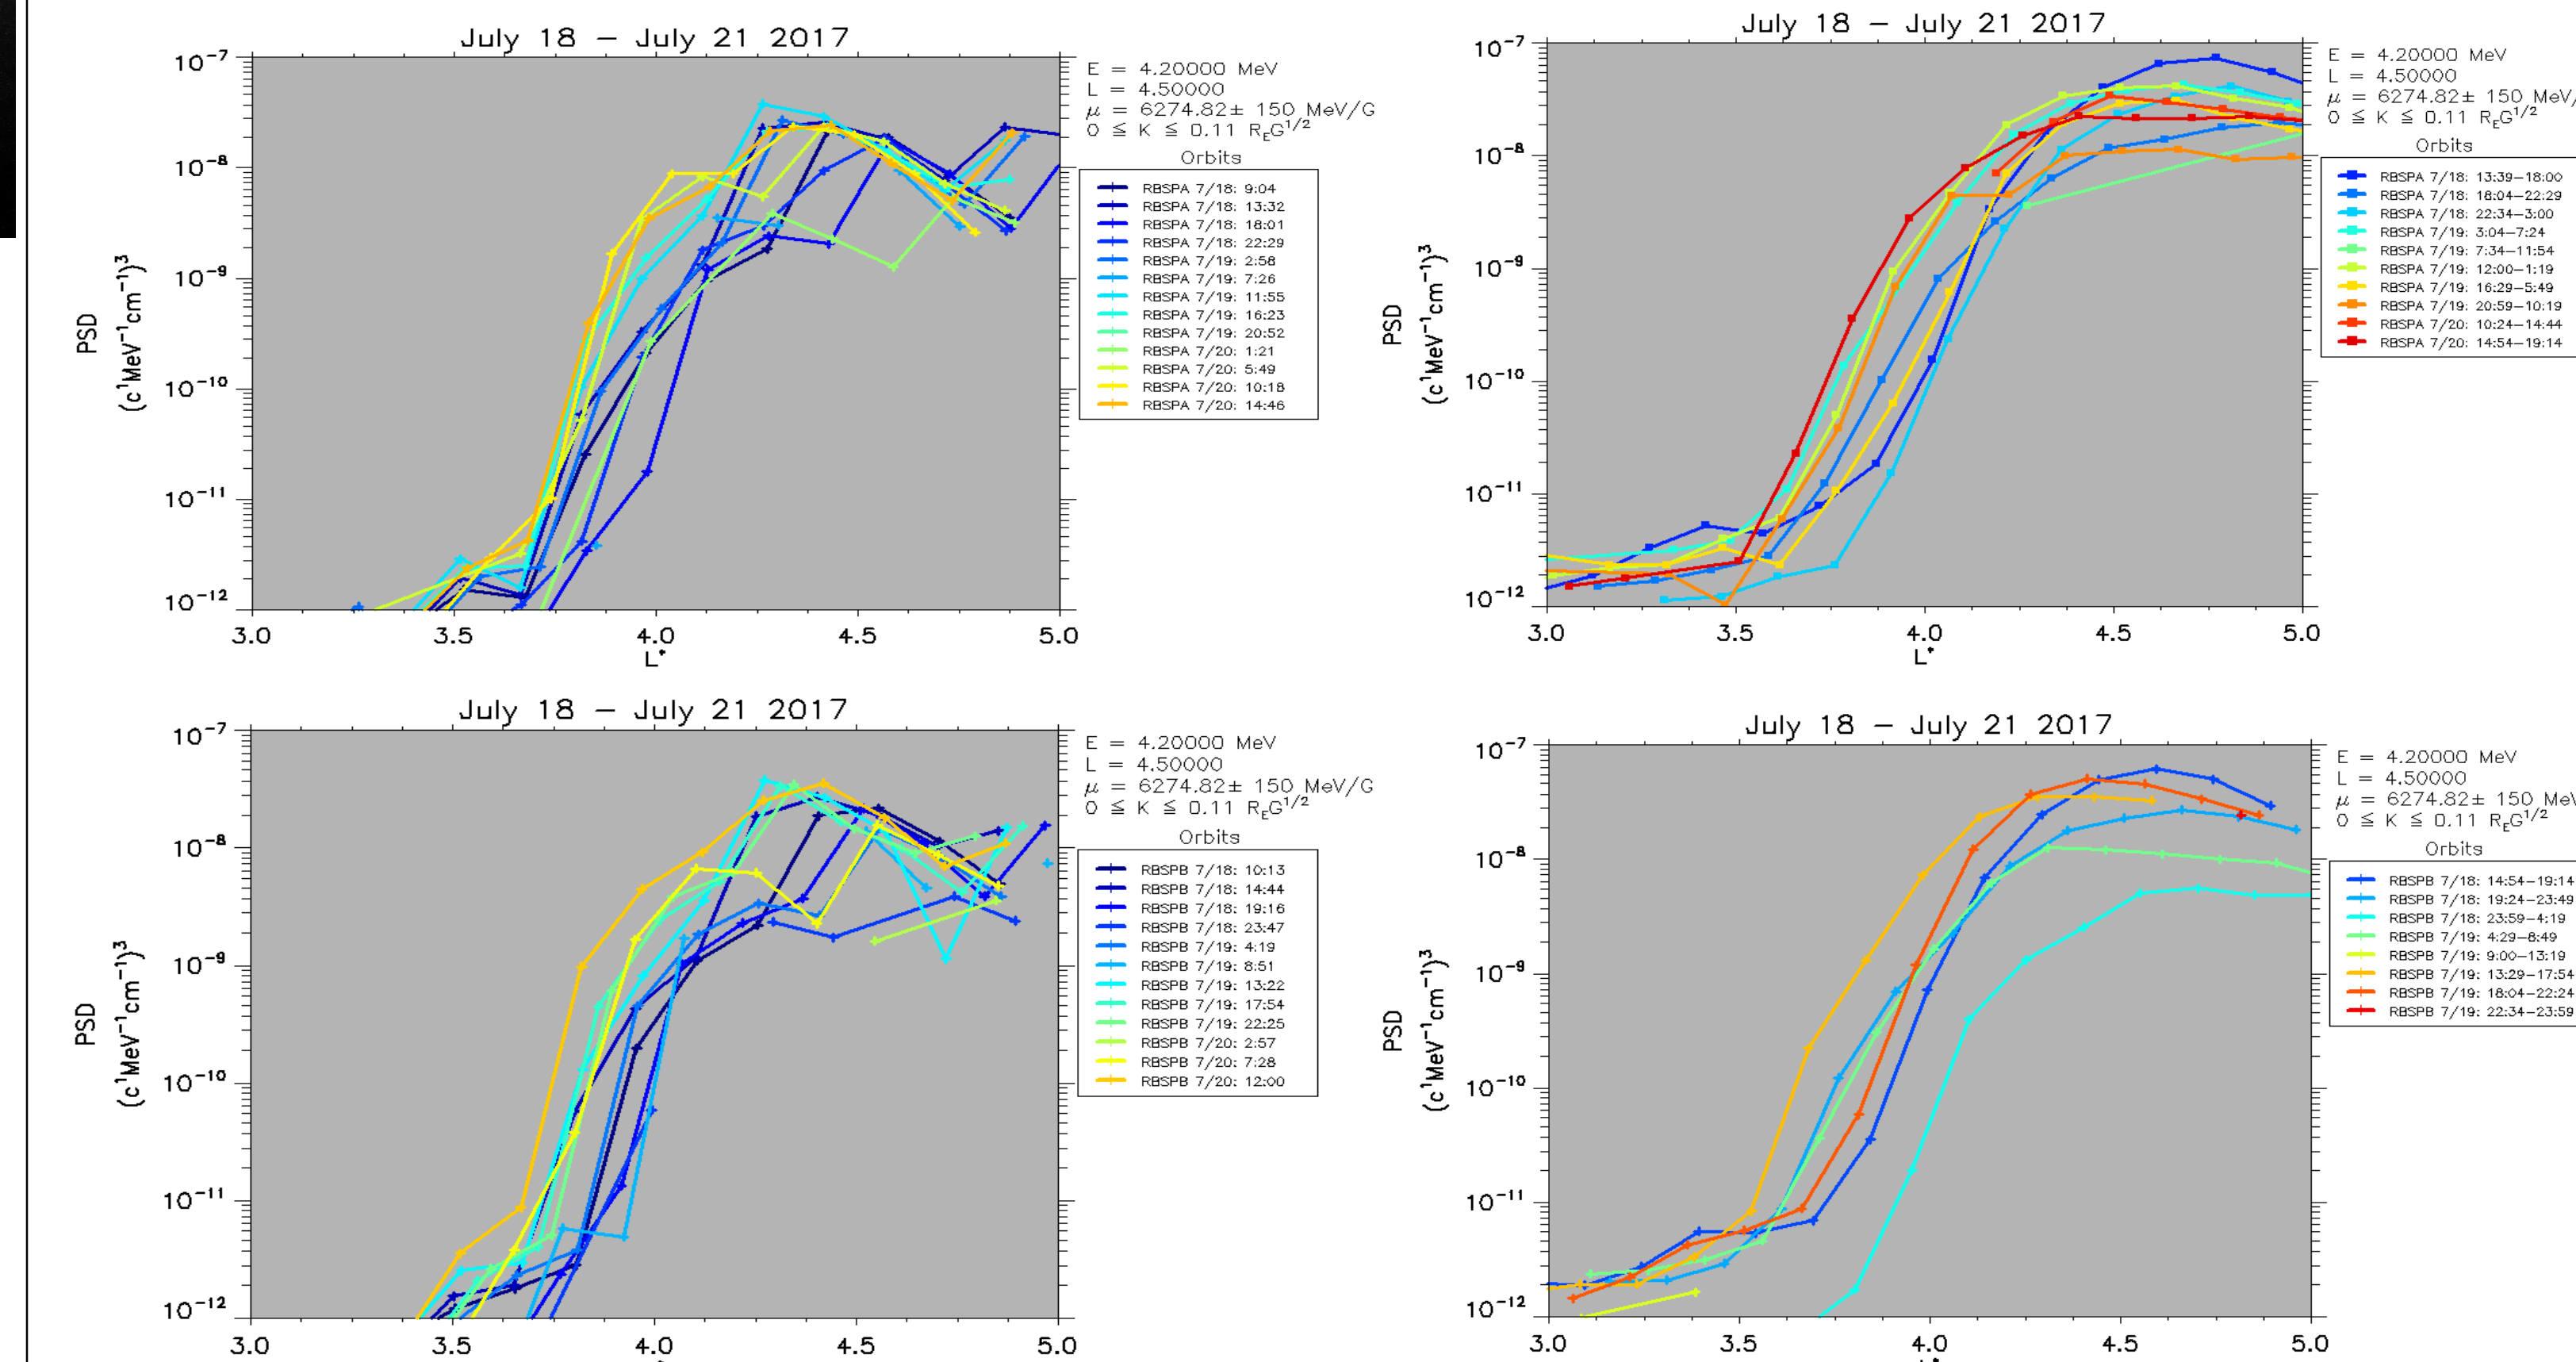 July 18 – July 21 2017
10⁻⁷
10⁻⁸
10⁻⁹
10⁻¹⁰
10⁻¹¹
10⁻¹²
PSD
(c¹MeV⁻¹cm⁻¹)³
3.0 3.5 4.0 4.5 5.0
L*
E = 4.20000 MeV
L = 4.50000
μ = 6274.82± 150 MeV/G
0 ≤ K ≤ 0.11 R_EG^1/2
Orbits
RBSPA 7/18: 9:04
RBSPA 7/18: 13:32
RBSPA 7/18: 18:01
RBSPA 7/18: 22:29
RBSPA 7/19: 2:58
RBSPA 7/19: 7:26
RBSPA 7/19: 11:55
RBSPA 7/19: 16:23
RBSPA 7/19: 20:52
RBSPA 7/20: 1:21
RBSPA 7/20: 5:49
RBSPA 7/20: 10:18
RBSPA 7/20: 14:46
July 18 – July 21 2017
10⁻⁷
10⁻⁸
10⁻⁹
10⁻¹⁰
10⁻¹¹
10⁻¹²
PSD
(c¹MeV⁻¹cm⁻¹)³
3.0 3.5 4.0 4.5 5.0
L*
E = 4.20000 MeV
L = 4.50000
μ = 6274.82± 150 MeV/
0 ≤ K ≤ 0.11 R_EG^1/2
Orbits
RBSPA 7/18: 13:39–18:00
RBSPA 7/18: 18:04–22:29
RBSPA 7/18: 22:34–3:00
RBSPA 7/19: 3:04–7:24
RBSPA 7/19: 7:34–11:54
RBSPA 7/19: 12:00–1:19
RBSPA 7/19: 16:29–5:49
RBSPA 7/19: 20:59–10:19
RBSPA 7/20: 10:24–14:44
RBSPA 7/20: 14:54–19:14
July 18 – July 21 2017
10⁻⁷
10⁻⁸
10⁻⁹
10⁻¹⁰
10⁻¹¹
10⁻¹²
PSD
(c¹MeV⁻¹cm⁻¹)³
3.0 3.5 4.0 4.5 5.0
E = 4.20000 MeV
L = 4.50000
μ = 6274.82± 150 MeV/G
0 ≤ K ≤ 0.11 R_EG^1/2
Orbits
RBSPB 7/18: 10:13
RBSPB 7/18: 14:44
RBSPB 7/18: 19:16
RBSPB 7/18: 23:47
RBSPB 7/19: 4:19
RBSPB 7/19: 8:51
RBSPB 7/19: 13:22
RBSPB 7/19: 17:54
RBSPB 7/19: 22:25
RBSPB 7/20: 2:57
RBSPB 7/20: 7:28
RBSPB 7/20: 12:00
July 18 – July 21 2017
10⁻⁷
10⁻⁸
10⁻⁹
10⁻¹⁰
10⁻¹¹
10⁻¹²
PSD
(c¹MeV⁻¹cm⁻¹)³
3.0 3.5 4.0 4.5 5.0
E = 4.20000 MeV
L = 4.50000
μ = 6274.82± 150 MeV
0 ≤ K ≤ 0.11 R_EG^1/2
Orbits
RBSPB 7/18: 14:54–19:14
RBSPB 7/18: 19:24–23:49
RBSPB 7/18: 23:59–4:19
RBSPB 7/19: 4:29–8:49
RBSPB 7/19: 9:00–13:19
RBSPB 7/19: 13:29–17:54
RBSPB 7/19: 18:04–22:24
RBSPB 7/19: 22:34–23:59